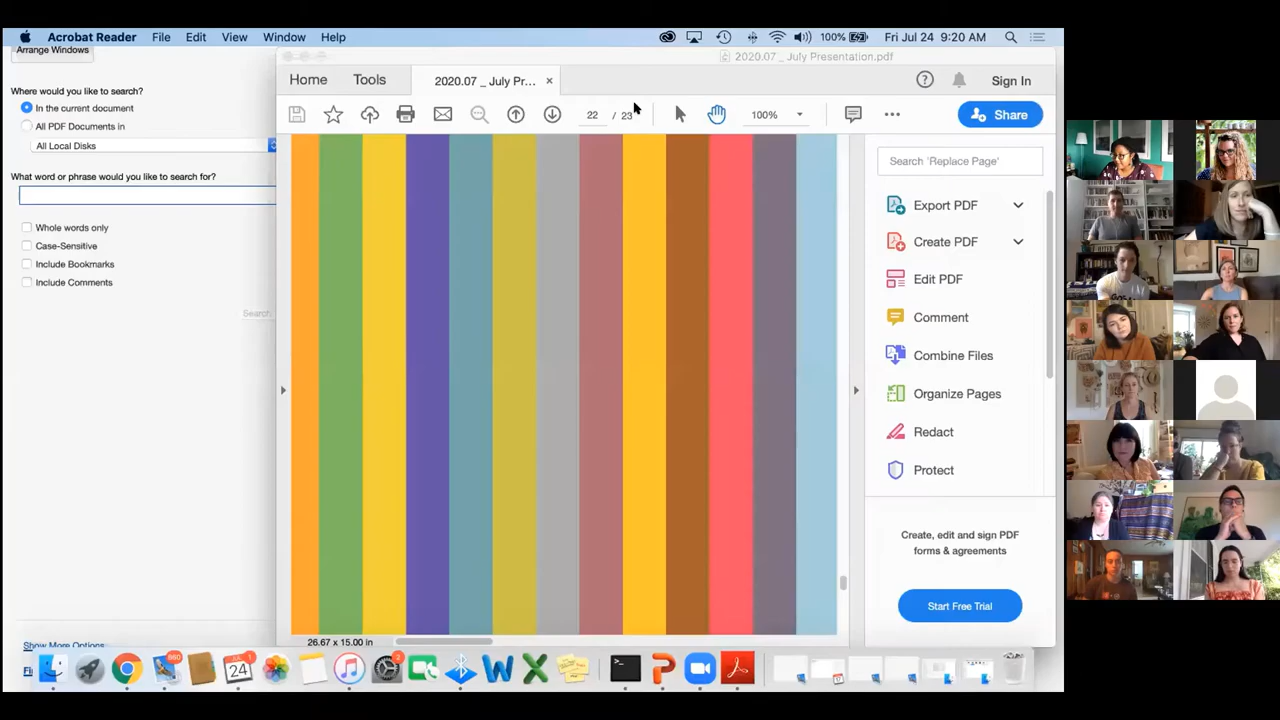 Acrobat Reader File Edit View Window Help
100% Fri Jul 24 9:20 AM
Arrange Windows
2020.07 _ July Presentation.pdf
Home Tools 2020.07 _ July Pr... × Sign In
22 / 23 100% Share
Where would you like to search?
In the current document
All PDF Documents in
All Local Disks
What word or phrase would you like to search for?
Whole words only
Case-Sensitive
Include Bookmarks
Include Comments
Search
Search 'Replace Page'
Export PDF
Create PDF
Edit PDF
Comment
Combine Files
Organize Pages
Redact
Protect
Create, edit and sign PDF
forms & agreements
Start Free Trial
Show More Options
26.67 x 15.00 in
24